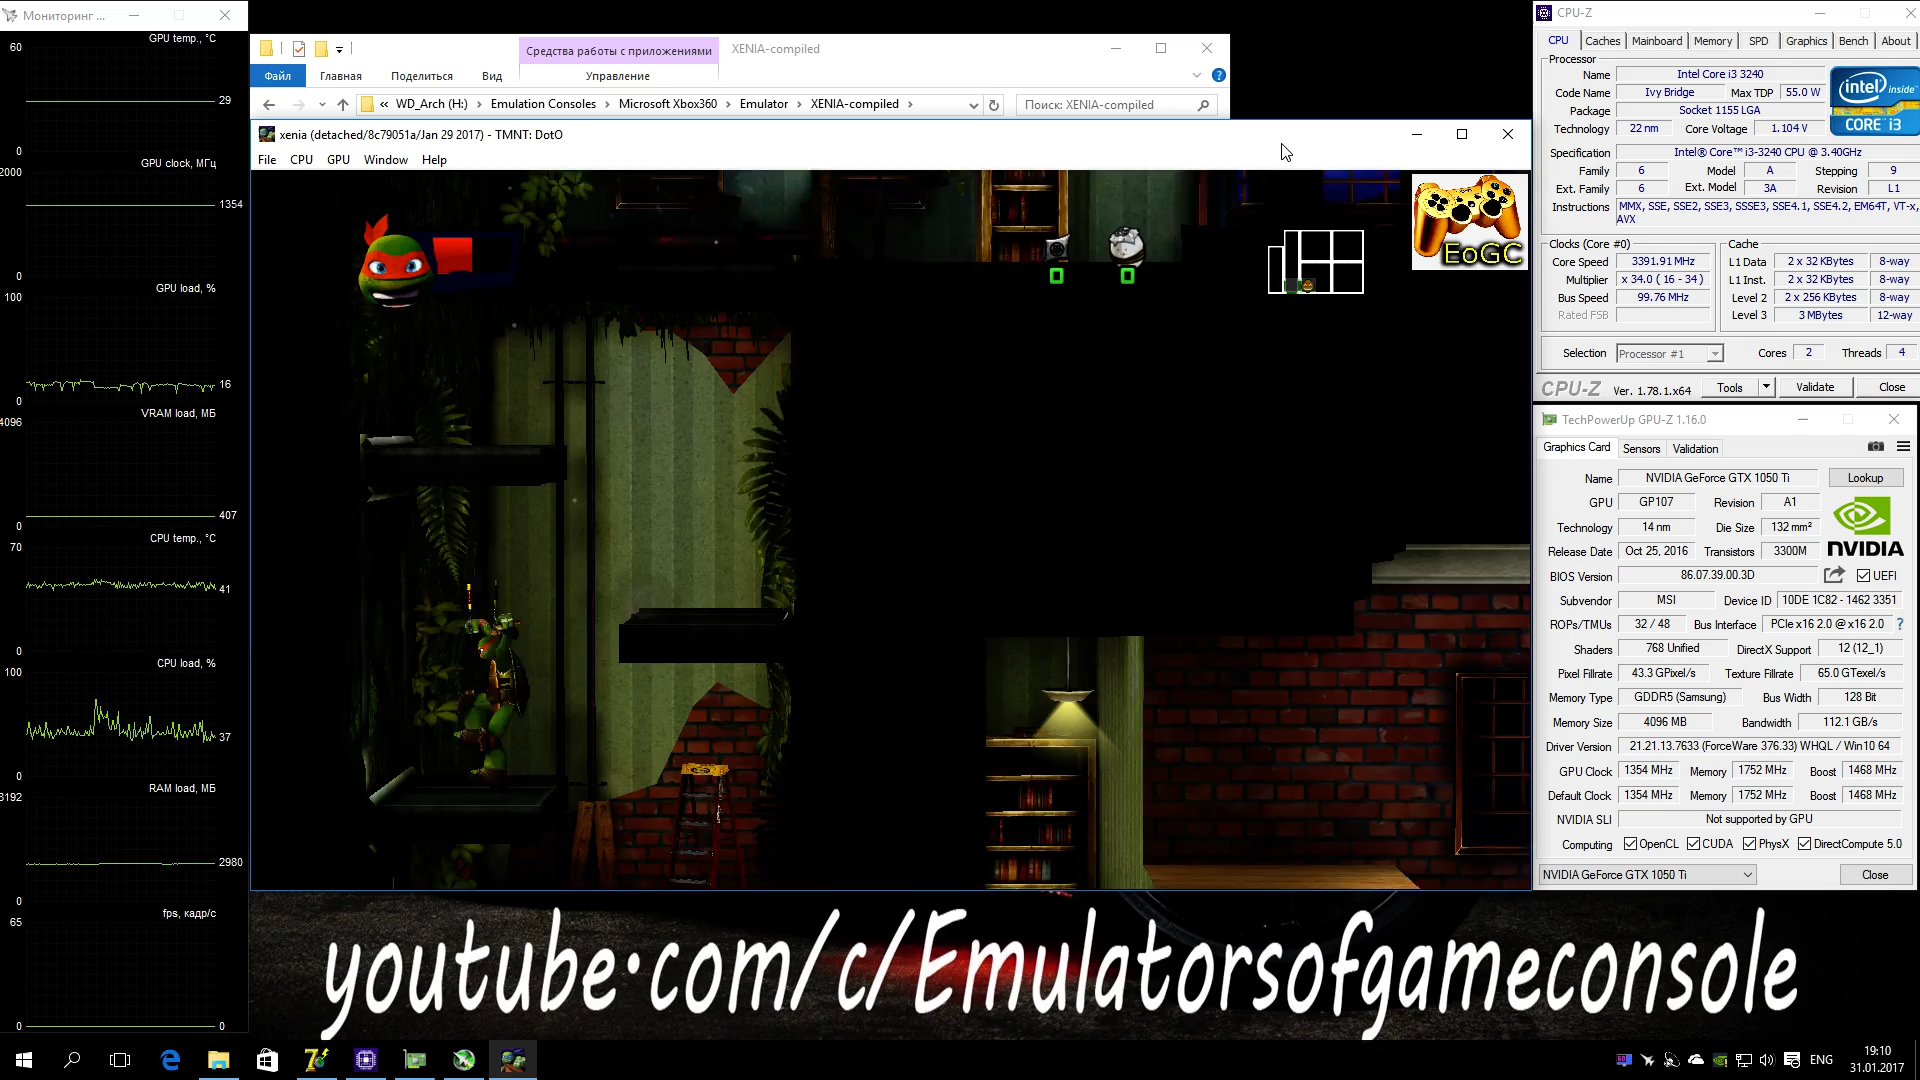 Мониторинг ...
GPU temp., °C
60
29
0
GPU clock, МГц
2000
1354
0
GPU load, %
100
16
0
VRAM load, МБ
4096
407
0
CPU temp., °C
70
41
0
CPU load, %
100
37
0
RAM load, МБ
8192
2980
0
fps, кадр/с
65
0
0
Средства работы с приложениями
XENIA-compiled
Файл
Главная
Поделиться
Вид
Управление
« WD_Arch (H:) Emulation Consoles Microsoft Xbox360 Emulator XENIA-compiled
Поиск: XENIA-compiled
xenia (detached/8c79051a/Jan 29 2017) - TMNT: DotO
File CPU GPU Window Help
EoGC
0 0
youtube.com/c/Emulatorsofgameconsole
CPU-Z
CPU Caches Mainboard Memory SPD Graphics Bench About
Processor
Name Intel Core i3 3240
Code Name Ivy Bridge Max TDP 55.0 W
Package Socket 1155 LGA
Technology 22 nm Core Voltage 1.104 V
intel inside
CORE i3
Specification Intel® Core™ i3-3240 CPU @ 3.40GHz
Family 6 Model A Stepping 9
Ext. Family 6 Ext. Model 3A Revision L1
Instructions MMX, SSE, SSE2, SSE3, SSSE3, SSE4.1, SSE4.2, EM64T, VT-x,
AVX
Clocks (Core #0) Cache
Core Speed 3391.91 MHz L1 Data 2 x 32 KBytes 8-way
Multiplier x 34.0 ( 16 - 34 ) L1 Inst. 2 x 32 KBytes 8-way
Bus Speed 99.76 MHz Level 2 2 x 256 KBytes 8-way
Rated FSB Level 3 3 MBytes 12-way
Selection Processor #1 Cores 2 Threads 4
CPU-Z Ver. 1.78.1.x64 Tools Validate Close
TechPowerUp GPU-Z 1.16.0
Graphics Card Sensors Validation
Name NVIDIA GeForce GTX 1050 Ti Lookup
GPU GP107 Revision A1
Technology 14 nm Die Size 132 mm²
Release Date Oct 25, 2016 Transistors 3300M
NVIDIA
BIOS Version 86.07.39.00.3D UEFI
Subvendor MSI Device ID 10DE 1C82 - 1462 3351
ROPs/TMUs 32 / 48 Bus Interface PCIe x16 2.0 @ x16 2.0 ?
Shaders 768 Unified DirectX Support 12 (12_1)
Pixel Fillrate 43.3 GPixel/s Texture Fillrate 65.0 GTexel/s
Memory Type GDDR5 (Samsung) Bus Width 128 Bit
Memory Size 4096 MB Bandwidth 112.1 GB/s
Driver Version 21.21.13.7633 (ForceWare 376.33) WHQL / Win10 64
GPU Clock 1354 MHz Memory 1752 MHz Boost 1468 MHz
Default Clock 1354 MHz Memory 1752 MHz Boost 1468 MHz
NVIDIA SLI Not supported by GPU
Computing OpenCL CUDA PhysX DirectCompute 5.0
NVIDIA GeForce GTX 1050 Ti Close
ENG
19:10
31.01.2017